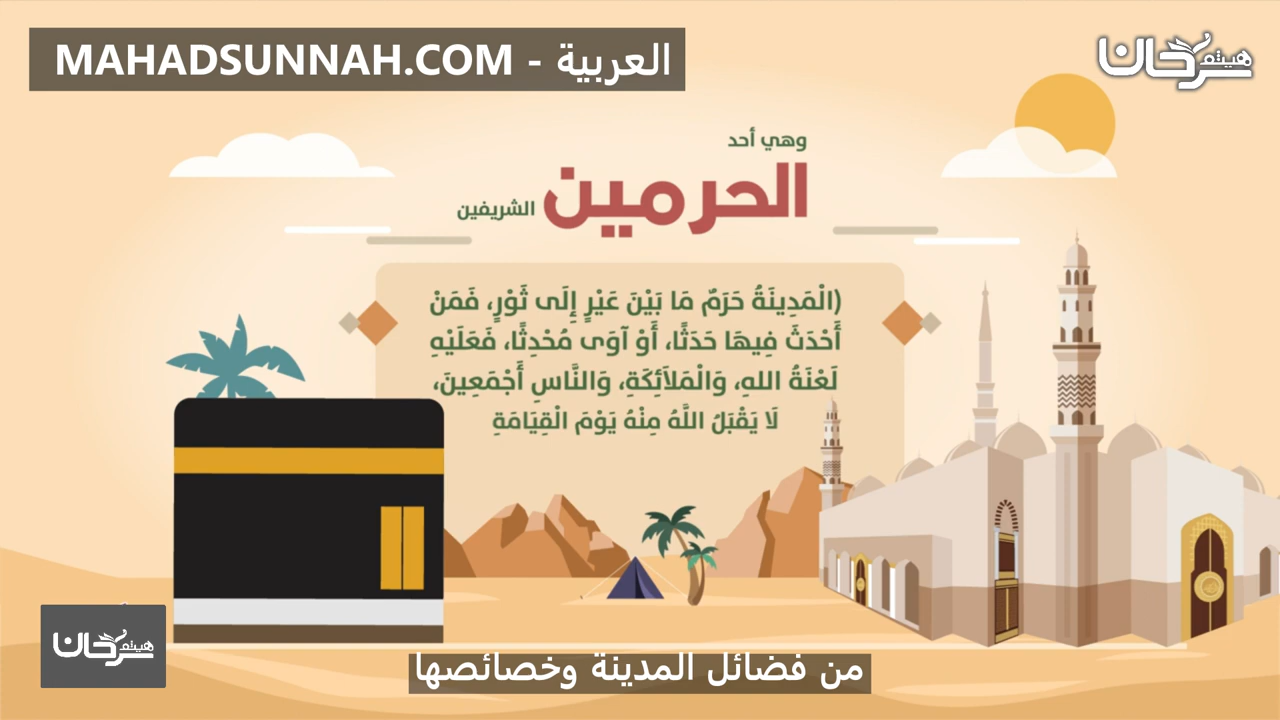 MAHADSUNNAH.COM - العربية
هيثم سرحان
وهي أحد
الحرمين الشريفين
(الْمَدِينَةُ حَرَمٌ مَا بَيْنَ عَيْرٍ إِلَى ثَوْرٍ، فَمَنْ
أَحْدَثَ فِيهَا حَدَثًا، أَوْ آوَى مُحْدِثًا، فَعَلَيْهِ
لَعْنَةُ اللهِ، وَالْمَلَائِكَةِ، وَالنَّاسِ أَجْمَعِينَ،
لَا يَقْبَلُ اللَّهُ مِنْهُ يَوْمَ الْقِيَامَةِ
هيثم سرحان
من فضائل المدينة وخصائصها